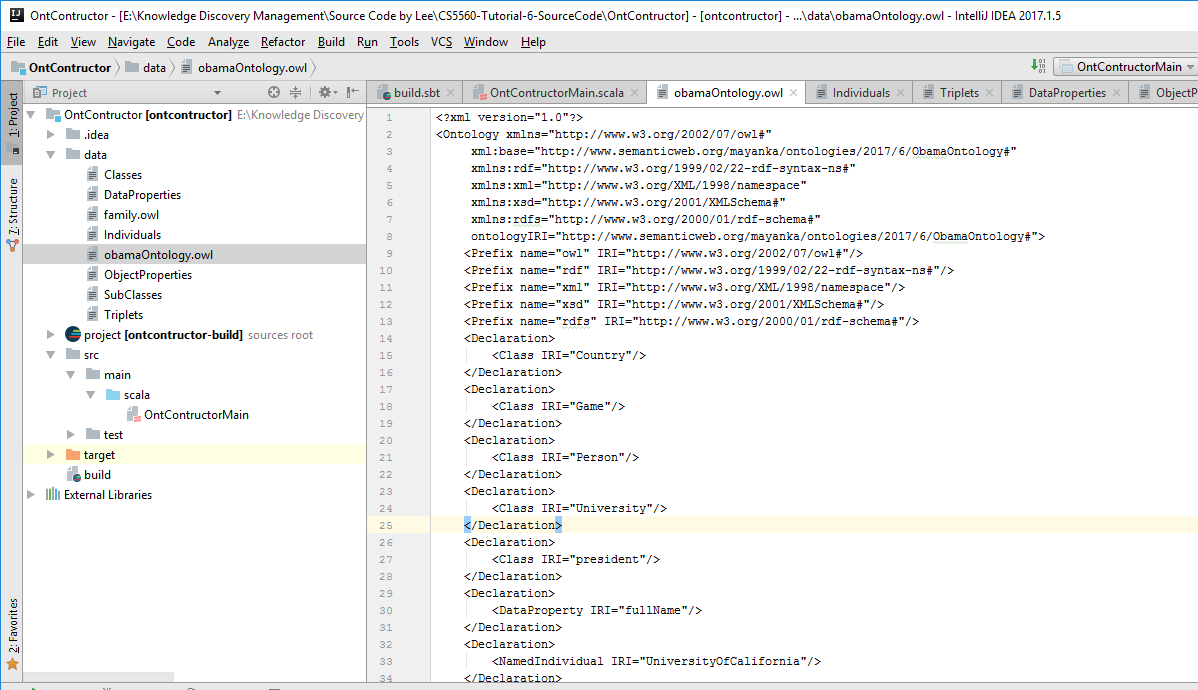 OntContructor - [E:\Knowledge Discovery Management\Source Code by Lee\CS5560-Tutorial-6-SourceCode\OntContructor] - [ontcontructor] - ...\data\obamaOntology.owl - IntelliJ IDEA 2017.1.5
File Edit View Navigate Code Analyze Refactor Build Run Tools VCS Window Help
OntContructor data obamaOntology.owl OntContructorMain
Project build.sbt OntContructorMain.scala obamaOntology.owl Individuals Triplets DataProperties ObjectP
1: Project
7: Structure
2: Favorites
OntContructor [ontcontructor] E:\Knowledge Discovery
.idea
data
Classes
DataProperties
family.owl
Individuals
obamaOntology.owl
ObjectProperties
SubClasses
Triplets
project [ontcontructor-build] sources root
src
main
scala
OntContructorMain
test
target
build
External Libraries
1 <?xml version="1.0"?>
2 <Ontology xmlns="http://www.w3.org/2002/07/owl#"
3 xml:base="http://www.semanticweb.org/mayanka/ontologies/2017/6/ObamaOntology#"
4 xmlns:rdf="http://www.w3.org/1999/02/22-rdf-syntax-ns#"
5 xmlns:xml="http://www.w3.org/XML/1998/namespace"
6 xmlns:xsd="http://www.w3.org/2001/XMLSchema#"
7 xmlns:rdfs="http://www.w3.org/2000/01/rdf-schema#"
8 ontologyIRI="http://www.semanticweb.org/mayanka/ontologies/2017/6/ObamaOntology#">
9 <Prefix name="owl" IRI="http://www.w3.org/2002/07/owl#"/>
10 <Prefix name="rdf" IRI="http://www.w3.org/1999/02/22-rdf-syntax-ns#"/>
11 <Prefix name="xml" IRI="http://www.w3.org/XML/1998/namespace"/>
12 <Prefix name="xsd" IRI="http://www.w3.org/2001/XMLSchema#"/>
13 <Prefix name="rdfs" IRI="http://www.w3.org/2000/01/rdf-schema#"/>
14 <Declaration>
15 <Class IRI="Country"/>
16 </Declaration>
17 <Declaration>
18 <Class IRI="Game"/>
19 </Declaration>
20 <Declaration>
21 <Class IRI="Person"/>
22 </Declaration>
23 <Declaration>
24 <Class IRI="University"/>
25 </Declaration>
26 <Declaration>
27 <Class IRI="president"/>
28 </Declaration>
29 <Declaration>
30 <DataProperty IRI="fullName"/>
31 </Declaration>
32 <Declaration>
33 <NamedIndividual IRI="UniversityOfCalifornia"/>
34 </Declaration>